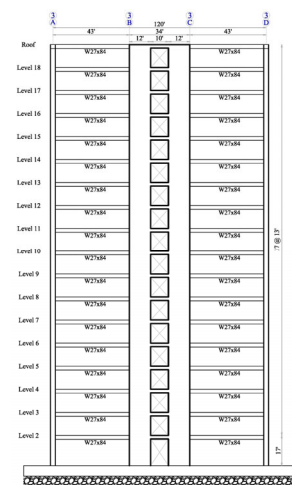 3 3 3 3
A B C D
120'
43' 34' 43'
12' 10' 12'
Roof
W27x84 W27x84
Level 18
W27x84 W27x84
Level 17
W27x84 W27x84
Level 16
W27x84 W27x84
Level 15
W27x84 W27x84
Level 14
W27x84 W27x84
Level 13
W27x84 W27x84
Level 12
W27x84 W27x84
Level 11
W27x84 W27x84
Level 10
W27x84 W27x84
Level 9
W27x84 W27x84
Level 8
W27x84 W27x84
Level 7
W27x84 W27x84
Level 6
W27x84 W27x84
Level 5
W27x84 W27x84
Level 4
W27x84 W27x84
Level 3
W27x84 W27x84
Level 2
W27x84 W27x84
17 @ 13'
17'